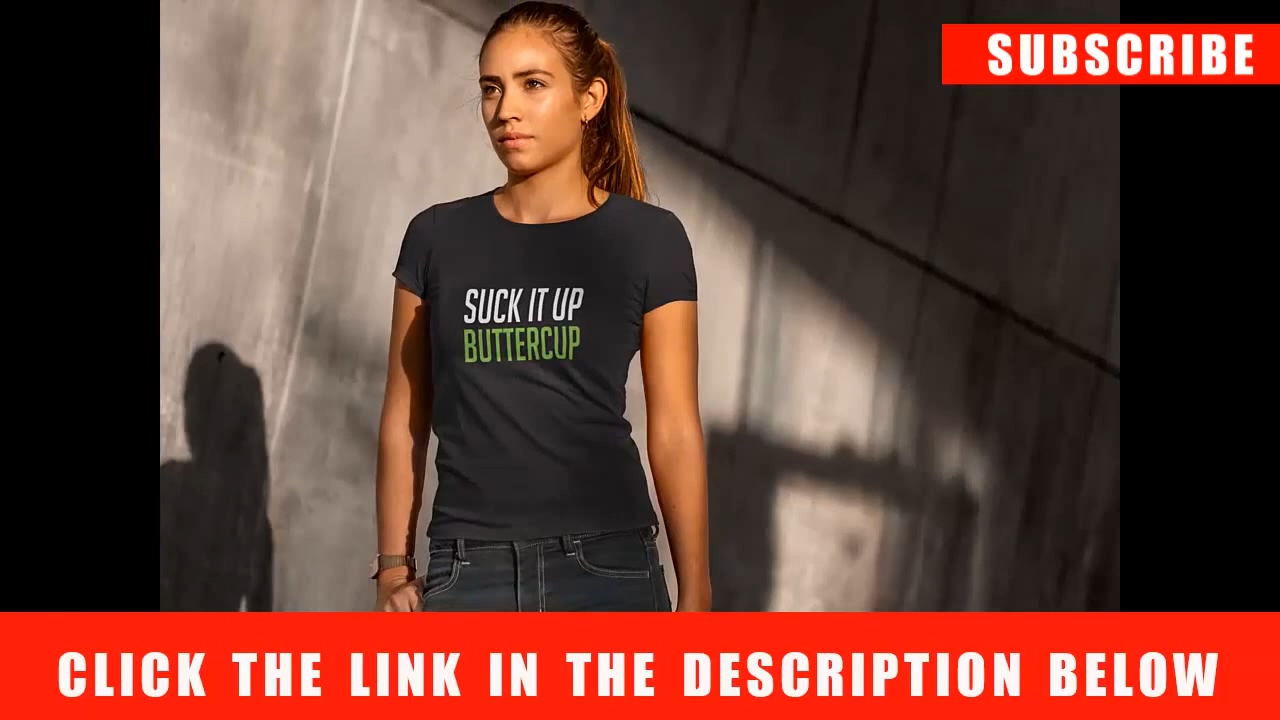 SUBSCRIBE
SUCK IT UP
BUTTERCUP
CLICK THE LINK IN THE DESCRIPTION BELOW